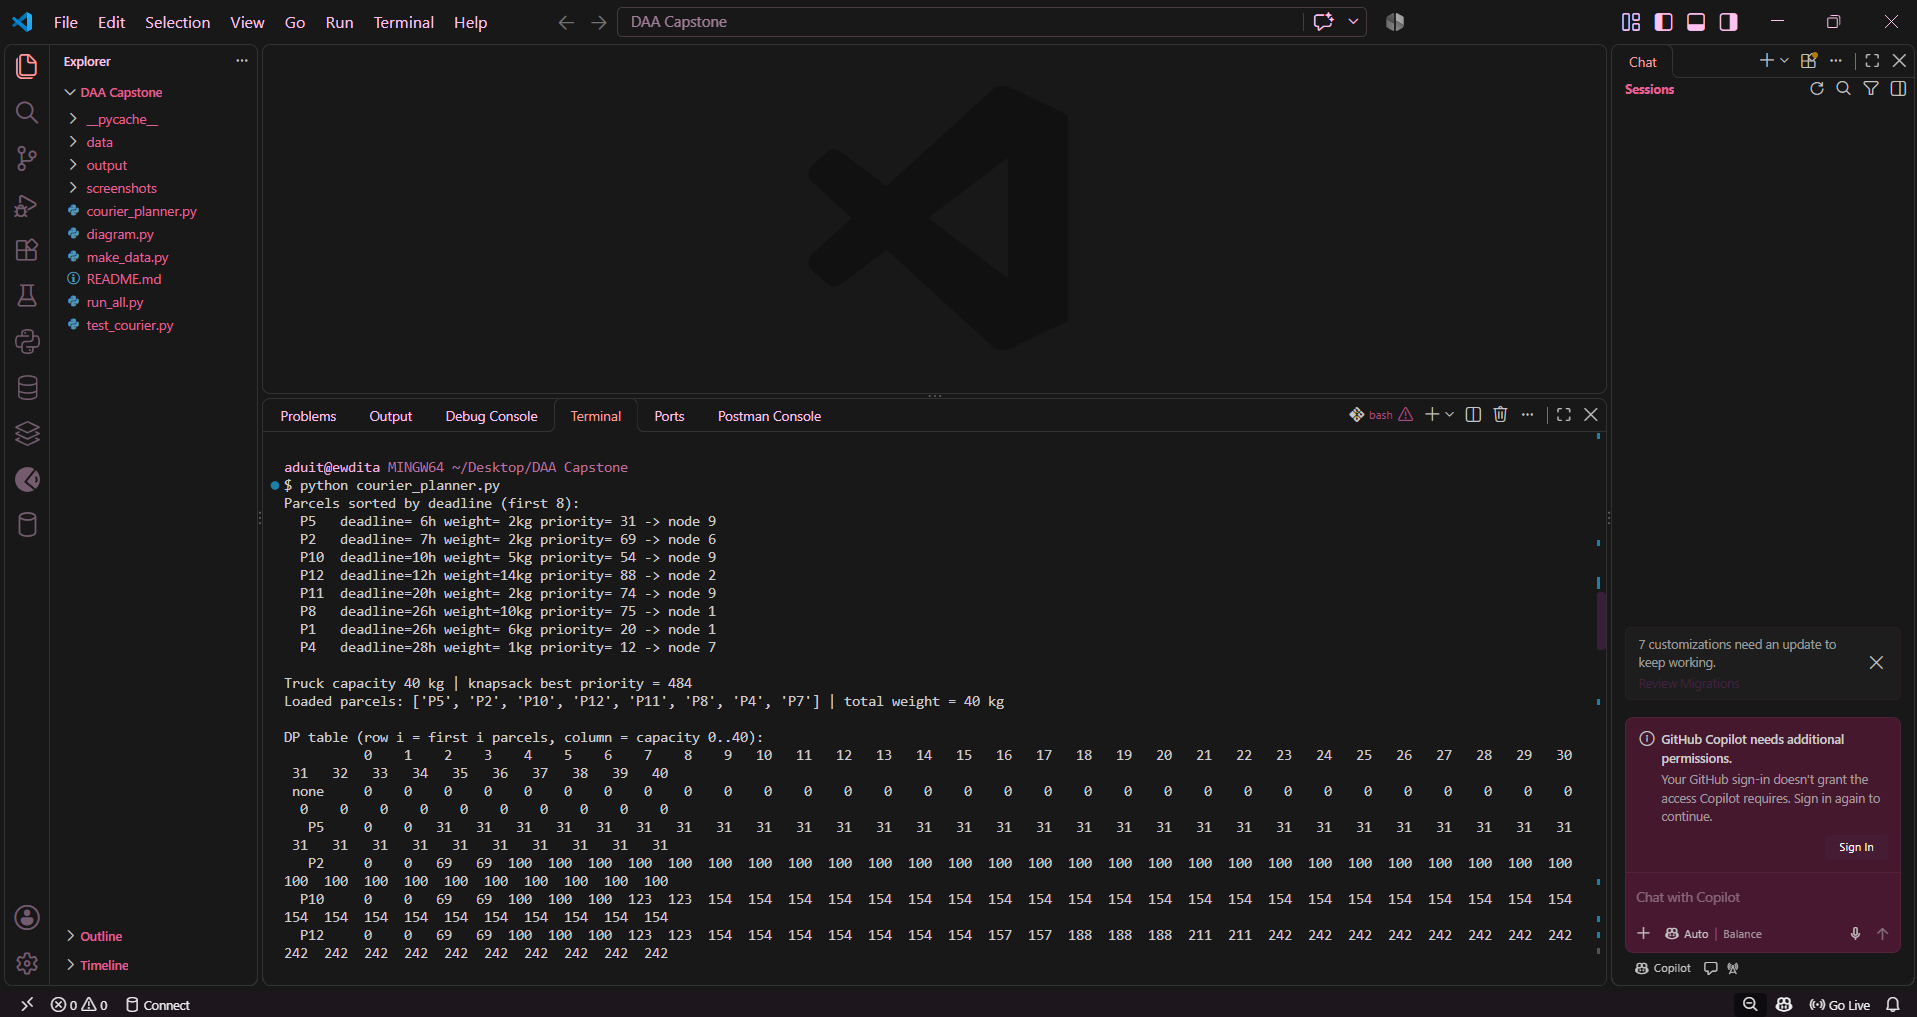 File Edit Selection View Go Run Terminal Help
DAA Capstone
Explorer
DAA Capstone
__pycache__
data
output
screenshots
courier_planner.py
diagram.py
make_data.py
README.md
run_all.py
test_courier.py
Outline
Timeline
Problems Output Debug Console Terminal Ports Postman Console
bash
aduit@ewdita MINGW64 ~/Desktop/DAA Capstone
$ python courier_planner.py
Parcels sorted by deadline (first 8):
  P5   deadline= 6h weight= 2kg priority= 31 -> node 9
  P2   deadline= 7h weight= 2kg priority= 69 -> node 6
  P10  deadline=10h weight= 5kg priority= 54 -> node 9
  P12  deadline=12h weight=14kg priority= 88 -> node 2
  P11  deadline=20h weight= 2kg priority= 74 -> node 9
  P8   deadline=26h weight=10kg priority= 75 -> node 1
  P1   deadline=26h weight= 6kg priority= 20 -> node 1
  P4   deadline=28h weight= 1kg priority= 12 -> node 7
Truck capacity 40 kg | knapsack best priority = 484
Loaded parcels: ['P5', 'P2', 'P10', 'P12', 'P11', 'P8', 'P4', 'P7'] | total weight = 40 kg
DP table (row i = first i parcels, column = capacity 0..40):
0 1 2 3 4 5 6 7 8 9 10 11 12 13 14 15 16 17 18 19 20 21 22 23 24 25 26 27 28 29 30
31 32 33 34 35 36 37 38 39 40
none 0 0 0 0 0 0 0 0 0 0 0 0 0 0 0 0 0 0 0 0 0 0 0 0 0 0 0 0 0 0 0
0 0 0 0 0 0 0 0 0 0
P5 0 0 31 31 31 31 31 31 31 31 31 31 31 31 31 31 31 31 31 31 31 31 31 31 31 31 31 31 31 31 31
31 31 31 31 31 31 31 31 31 31
P2 0 0 69 69 100 100 100 100 100 100 100 100 100 100 100 100 100 100 100 100 100 100 100 100 100 100 100 100 100 100 100
100 100 100 100 100 100 100 100 100 100
P10 0 0 69 69 100 100 100 123 123 154 154 154 154 154 154 154 154 154 154 154 154 154 154 154 154 154 154 154 154 154 154
154 154 154 154 154 154 154 154 154 154
P12 0 0 69 69 100 100 100 123 123 154 154 154 154 154 154 154 157 157 188 188 188 211 211 242 242 242 242 242 242 242 242
242 242 242 242 242 242 242 242 242 242
Chat
Sessions
7 customizations need an update to
keep working.
Review Migrations
GitHub Copilot needs additional
permissions.
Your GitHub sign-in doesn't grant the
access Copilot requires. Sign in again to
continue.
Sign In
Chat with Copilot
Auto | Balance
Copilot
0 0 Connect
Go Live